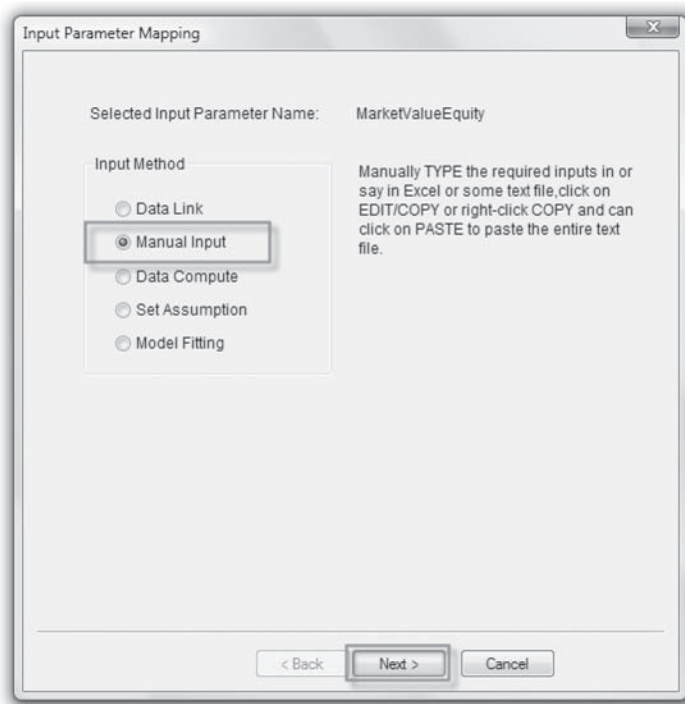 Input Parameter Mapping
X
Selected Input Parameter Name: MarketValueEquity
Input Method
Data Link
Manual Input
Data Compute
Set Assumption
Model Fitting
Manually TYPE the required inputs in or
say in Excel or some text file,click on
EDIT/COPY or right-click COPY and can
click on PASTE to paste the entire text
file.
< Back
Next >
Cancel